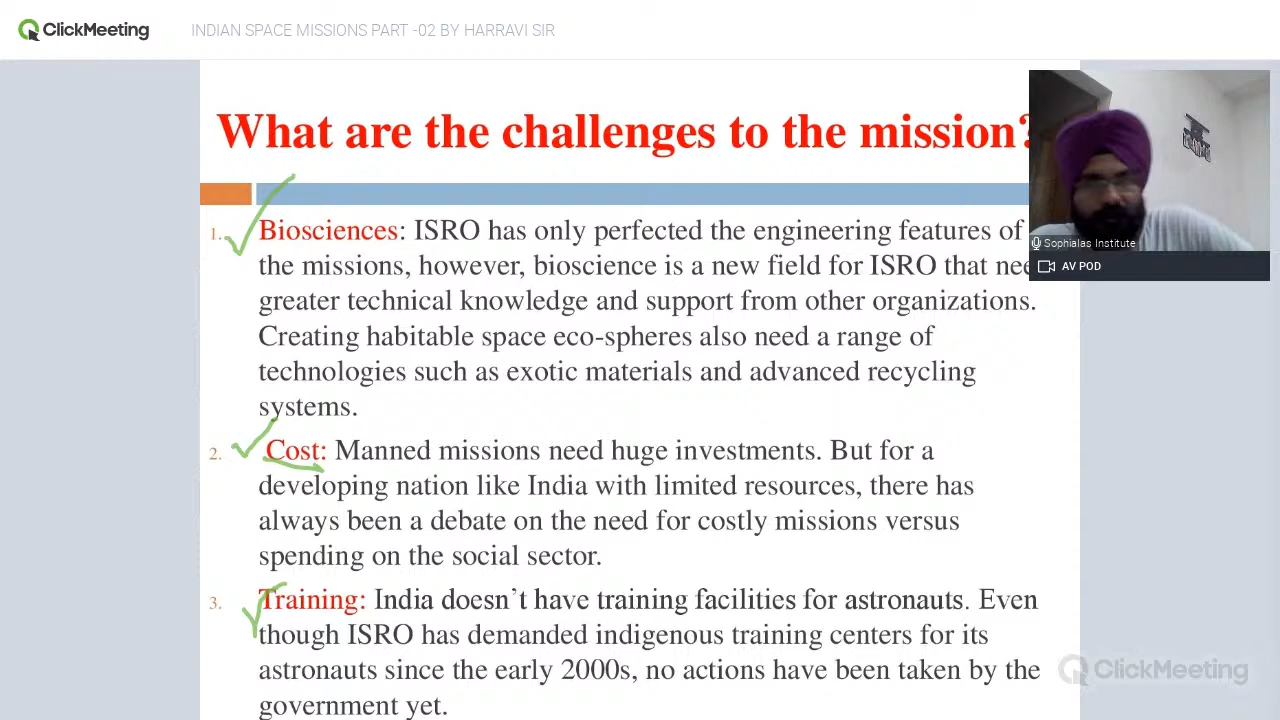 ClickMeeting
INDIAN SPACE MISSIONS PART -02 BY HARRAVI SIR
What are the challenges to the mission?
1. Biosciences: ISRO has only perfected the engineering features of
the missions, however, bioscience is a new field for ISRO that nee
greater technical knowledge and support from other organizations.
Creating habitable space eco-spheres also need a range of
technologies such as exotic materials and advanced recycling
systems.
2. Cost: Manned missions need huge investments. But for a
developing nation like India with limited resources, there has
always been a debate on the need for costly missions versus
spending on the social sector.
3. Training: India doesn't have training facilities for astronauts. Even
though ISRO has demanded indigenous training centers for its
astronauts since the early 2000s, no actions have been taken by the
government yet.
Sophialas Institute
AV POD
ClickMeeting